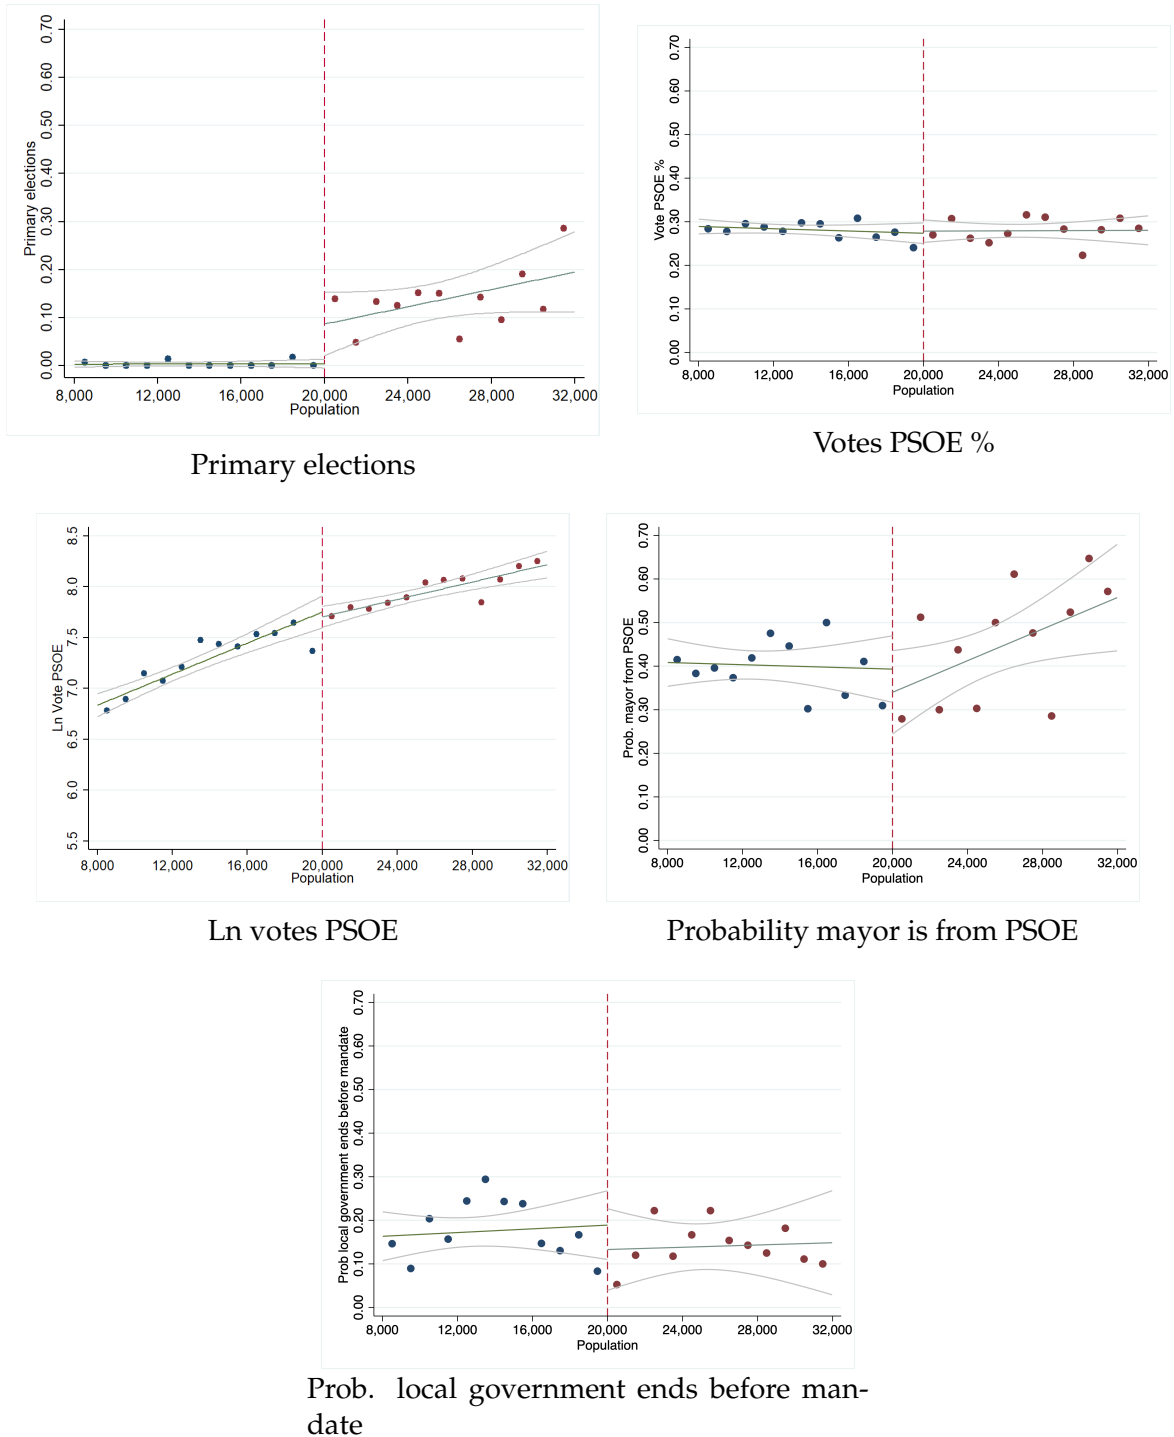 0.70
0.60
0.50
0.40
0.30
0.20
0.10
0.00
Primary elections
8,000 12,000 16,000 20,000 24,000 28,000 32,000
Population
Primary elections
0.70
0.60
0.50
0.40
0.30
0.20
0.10
0.00
Vote PSOE %
8,000 12,000 16,000 20,000 24,000 28,000 32,000
Population
Votes PSOE %
8.5
8.0
7.5
7.0
6.5
6.0
5.5
Ln Vote PSOE
8,000 12,000 16,000 20,000 24,000 28,000 32,000
Population
Ln votes PSOE
0.70
0.60
0.50
0.40
0.30
0.20
0.10
0.00
Prob. mayor from PSOE
8,000 12,000 16,000 20,000 24,000 28,000 32,000
Population
Probability mayor is from PSOE
0.70
0.60
0.50
0.40
0.30
0.20
0.10
0.00
Prob local government ends before mandate
8,000 12,000 16,000 20,000 24,000 28,000 32,000
Population
Prob. local government ends before man-
date